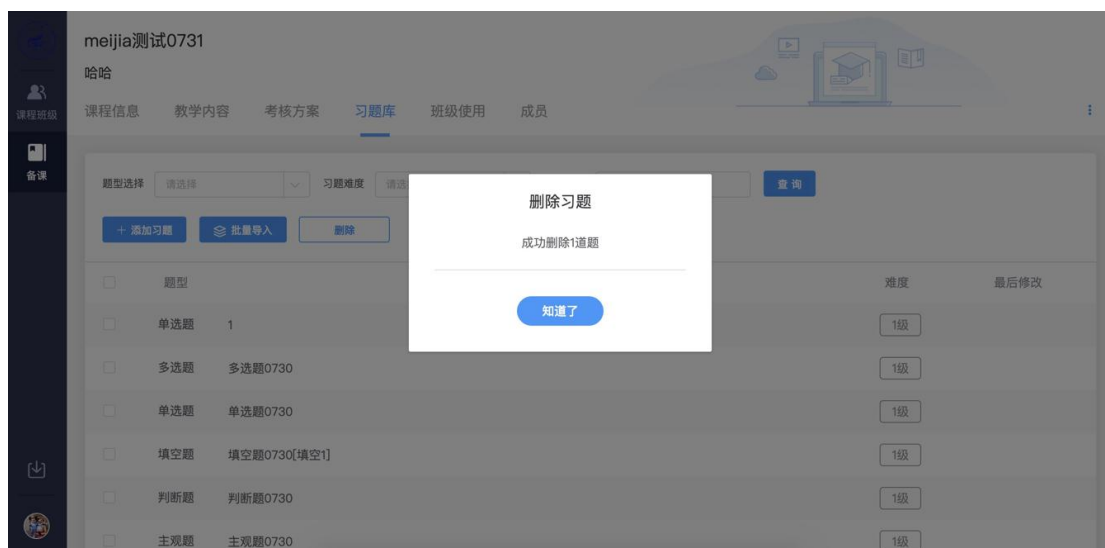 meijia测试0731
哈哈
课程班级
课程信息 教学内容 考核方案 习题库 班级使用 成员
备课
题型选择 请选择 习题难度 请选 查询
删除习题
添加习题 批量导入 删除
成功删除1道题
题型 难度 最后修改
知道了
单选题 1 1级
多选题 多选题0730 1级
单选题 单选题0730 1级
填空题 填空题0730[填空1] 1级
判断题 判断题0730 1级
主观题 主观题0730 1级